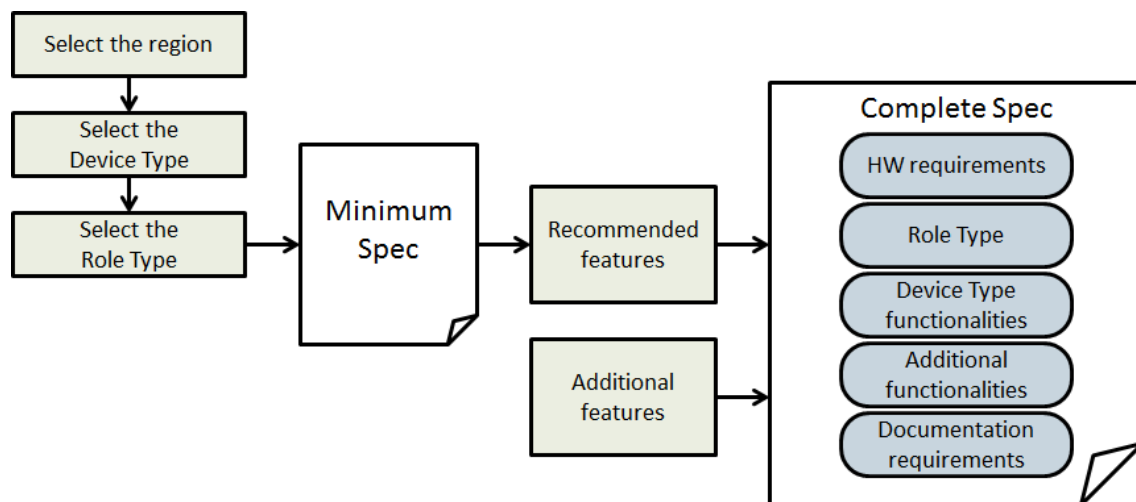 Select the region
Select the
Device Type
Select the
Role Type
Minimum
Spec
Recommended
features
Additional
features
Complete Spec
HW requirements
Role Type
Device Type
functionalities
Additional
functionalities
Documentation
requirements